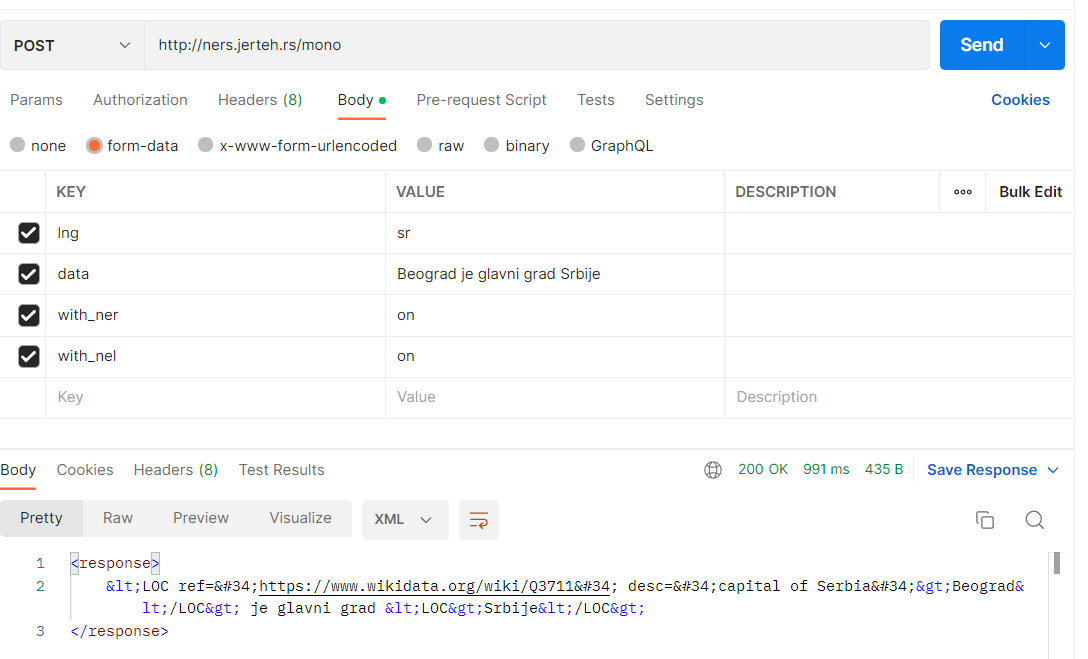 POST http://ners.jerteh.rs/mono Send
Params Authorization Headers (8) Body Pre-request Script Tests Settings Cookies
none form-data x-www-form-urlencoded raw binary GraphQL
KEY VALUE DESCRIPTION Bulk Edit
lng sr
data Beograd je glavni grad Srbije
with_ner on
with_nel on
Key Value Description
Body Cookies Headers (8) Test Results 200 OK 991 ms 435 B Save Response
Pretty Raw Preview Visualize XML
1 <response>
2 &lt;LOC ref=&#34;https://www.wikidata.org/wiki/Q3711&#34; desc=&#34;capital of Serbia&#34;&gt;Beograd&
lt;/LOC&gt; je glavni grad &lt;LOC&gt;Srbije&lt;/LOC&gt;
3 </response>